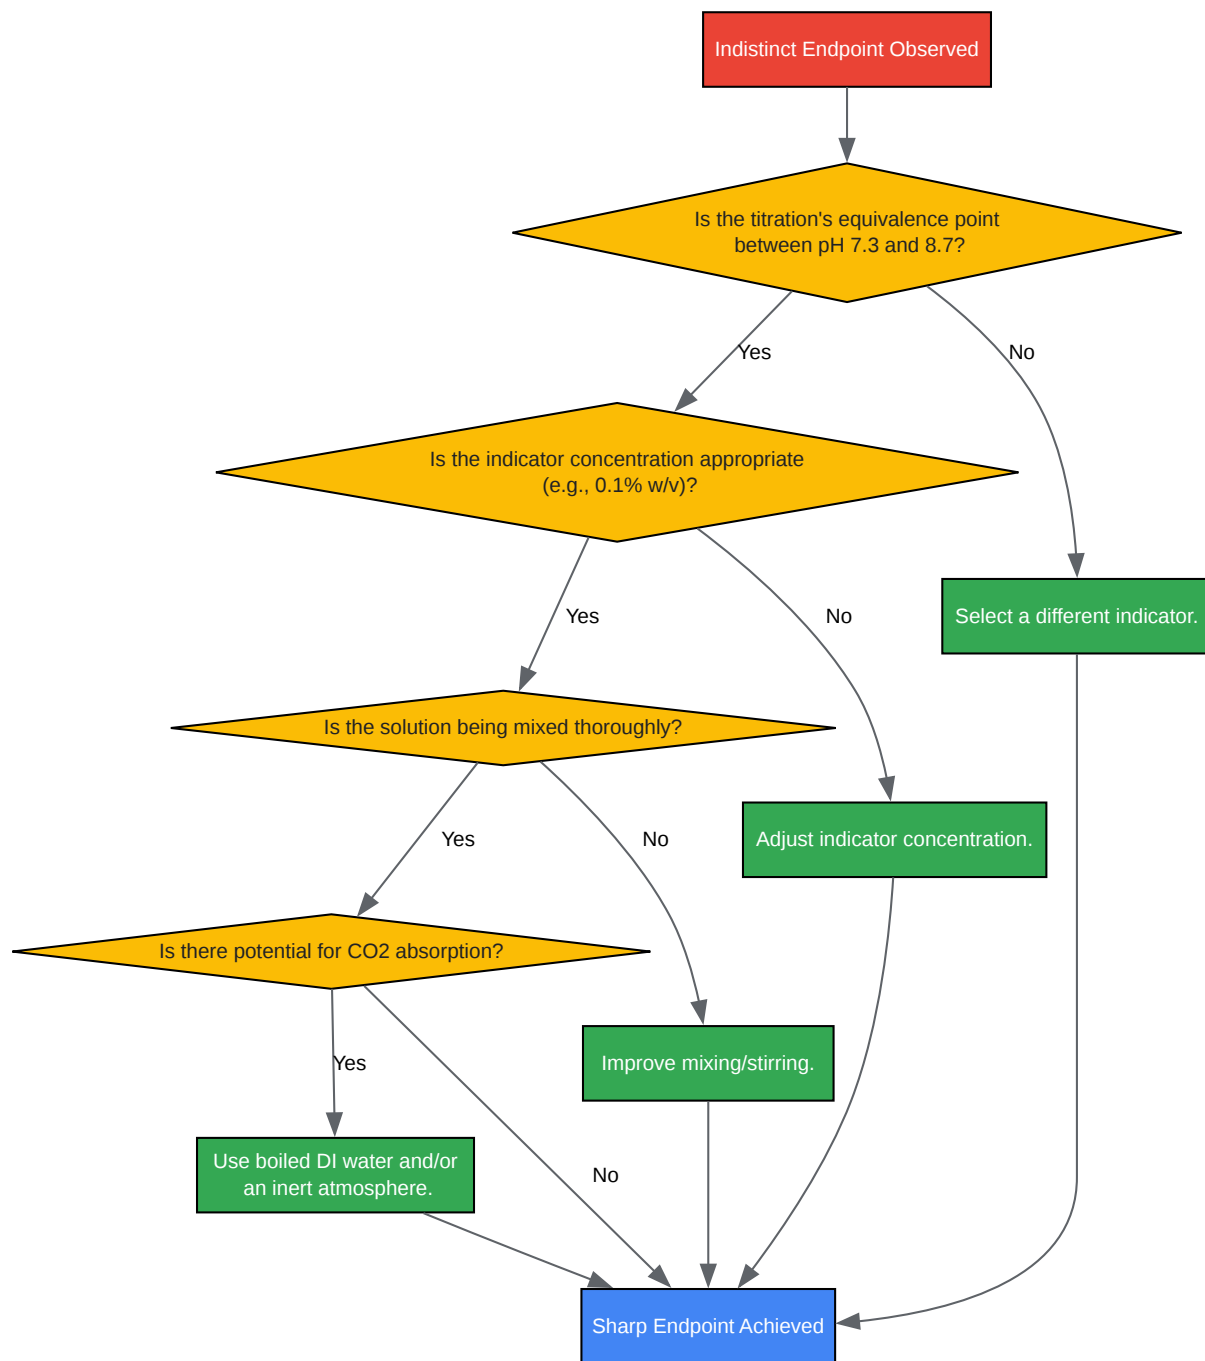 Indistinct Endpoint Observed
Is the titration's equivalence point
between pH 7.3 and 8.7?
Yes
No
Is the indicator concentration appropriate
(e.g., 0.1% w/v)?
Yes
No
Select a different indicator.
Is the solution being mixed thoroughly?
Yes
No
Adjust indicator concentration.
Is there potential for CO2 absorption?
Yes
Improve mixing/stirring.
Use boiled DI water and/or
an inert atmosphere.
No
Sharp Endpoint Achieved